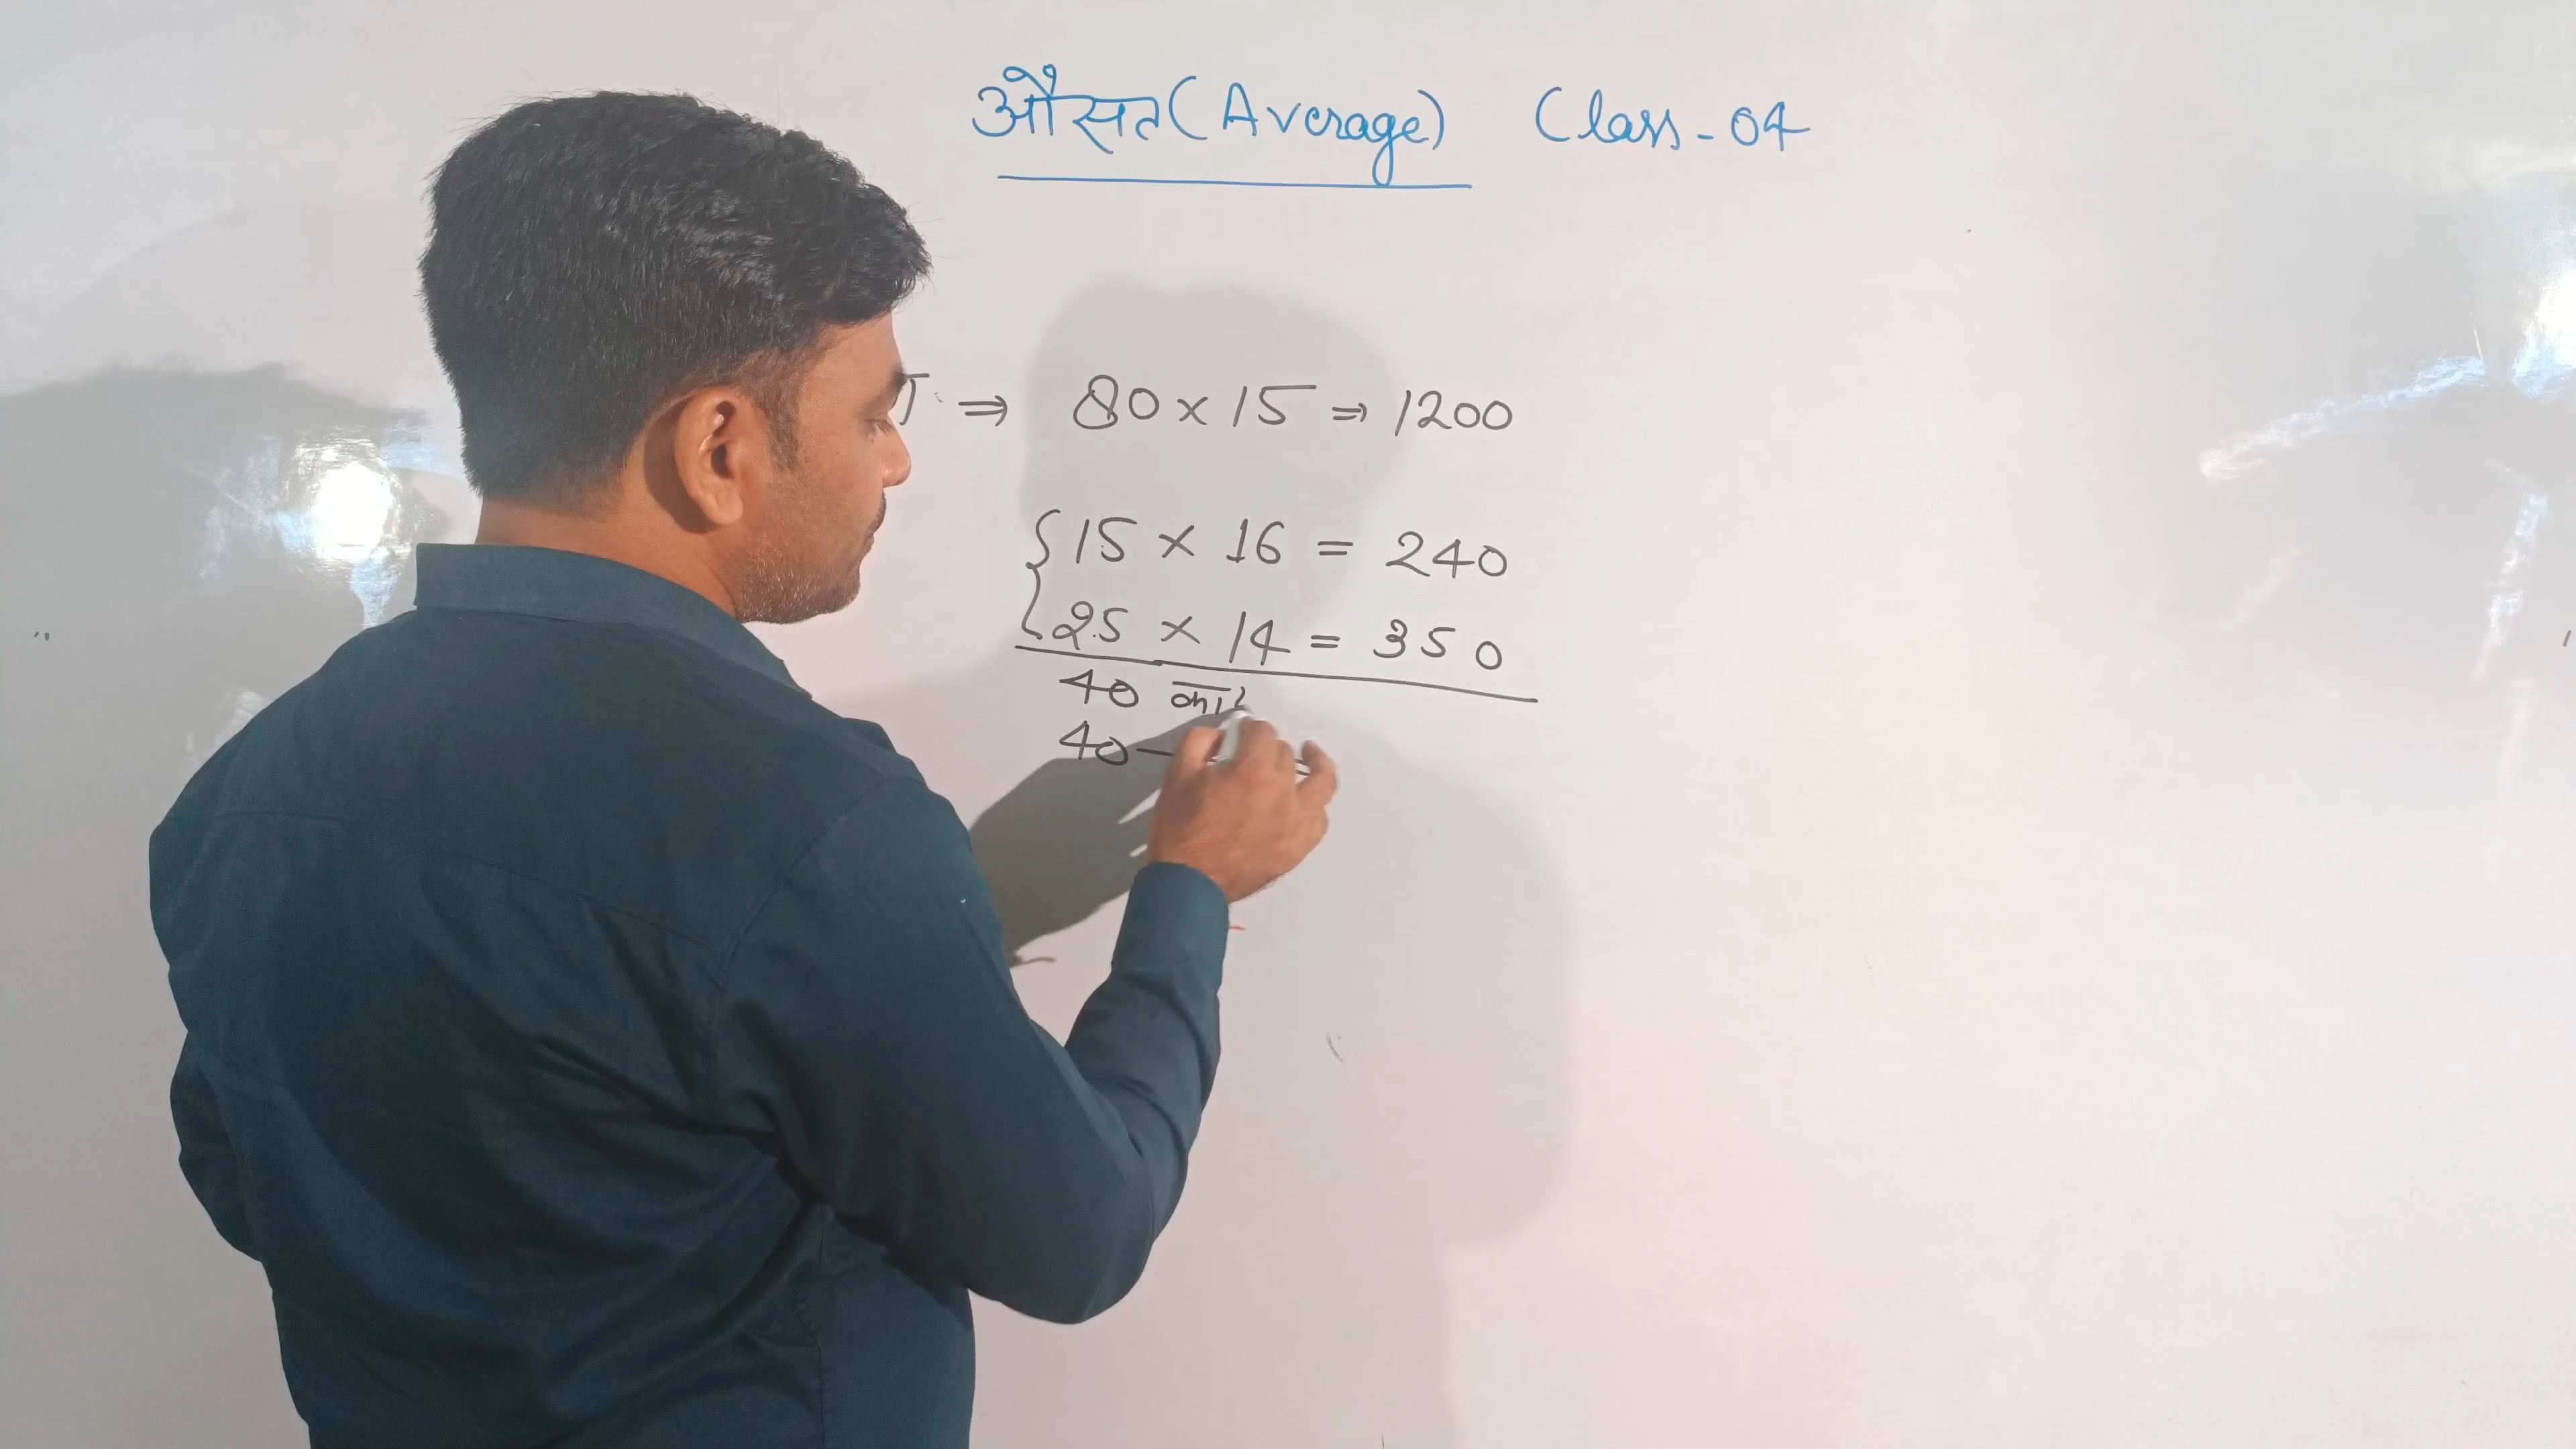 औसत (Average) Class-04
⇒ 80 × 15 ⇒ 1200
{ 15 × 16 = 240
25 × 14 = 350
40 का
40 — =